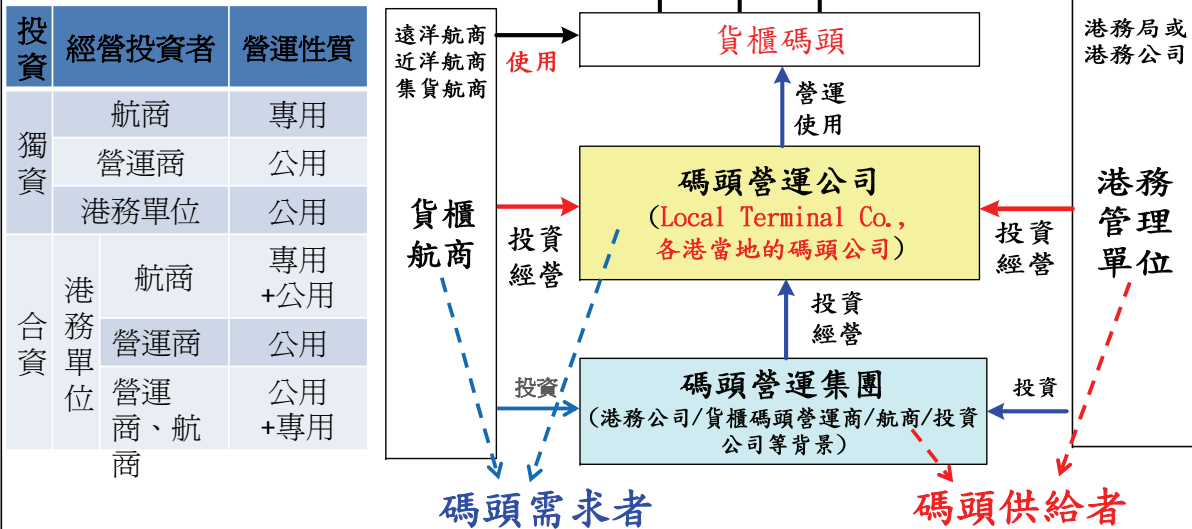 投資 經營投資者 營運性質
獨資 航商 專用
營運商 公用
港務單位 公用
合資 港務單位 航商 專用
+公用
營運商 公用
營運
商、航
商 公用
+專用
遠洋航商
近洋航商
集貨航商
使用
貨櫃碼頭
港務局或
港務公司
營運
使用
貨櫃
航商
投資
經營
碼頭營運公司
(Local Terminal Co.,
各港當地的碼頭公司)
投資
經營
港務
管理
單位
投資
經營
投資
碼頭營運集團
(港務公司/貨櫃碼頭營運商/航商/投資
公司等背景)
投資
碼頭需求者
碼頭供給者